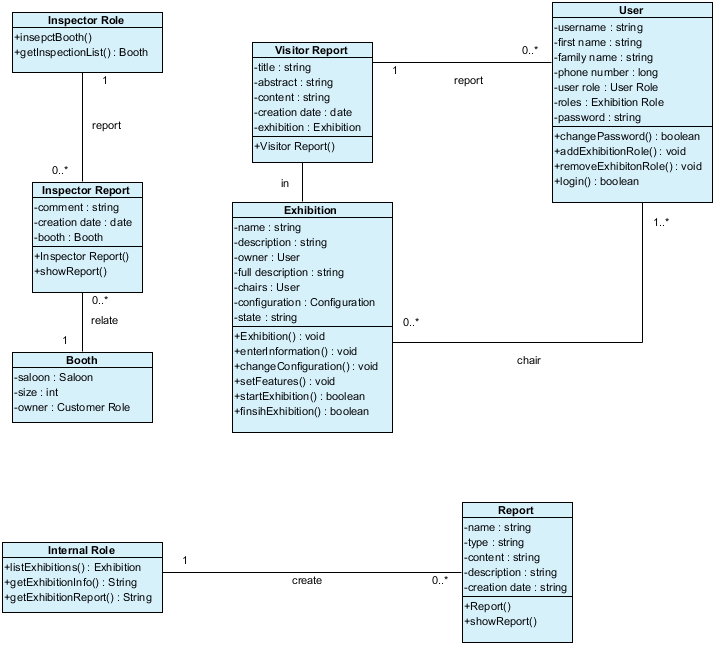 Inspector Role
+insepctBooth()
+getInspectionList() : Booth
1
report
0..*
Inspector Report
-comment : string
-creation date : date
-booth : Booth
+Inspector Report()
+showReport()
0..*
relate
1
Booth
-saloon : Saloon
-size : int
-owner : Customer Role
Visitor Report
-title : string
-abstract : string
-content : string
-creation date : date
-exhibition : Exhibition
+Visitor Report()
1
report
0..*
User
-username : string
-first name : string
-family name : string
-phone number : long
-user role : User Role
-roles : Exhibition Role
-password : string
+changePassword() : boolean
+addExhibitionRole() : void
+removeExhibitonRole() : void
+login() : boolean
in
Exhibition
-name : string
-description : string
-owner : User
-full description : string
-chairs : User
-configuration : Configuration
-state : string
+Exhibition() : void
+enterInformation() : void
+changeConfiguration() : void
+setFeatures() : void
+startExhibition() : boolean
+finsihExhibition() : boolean
1..*
0..*
chair
Internal Role
+listExhibitions() : Exhibition
+getExhibitionInfo() : String
+getExhibitionReport() : String
1
create
0..*
Report
-name : string
-type : string
-content : string
-description : string
-creation date : string
+Report()
+showReport()